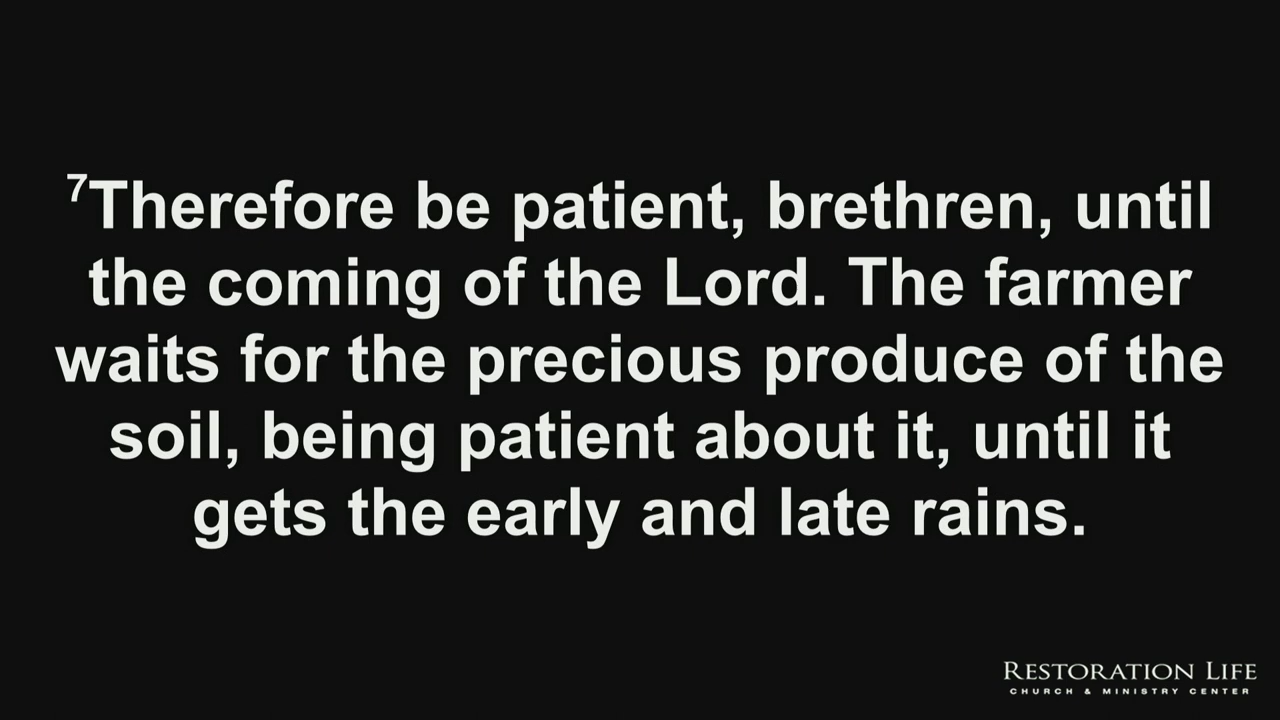 ⁷Therefore be patient, brethren, until
the coming of the Lord. The farmer
waits for the precious produce of the
soil, being patient about it, until it
gets the early and late rains.
RESTORATION LIFE
CHURCH & MINISTRY CENTER